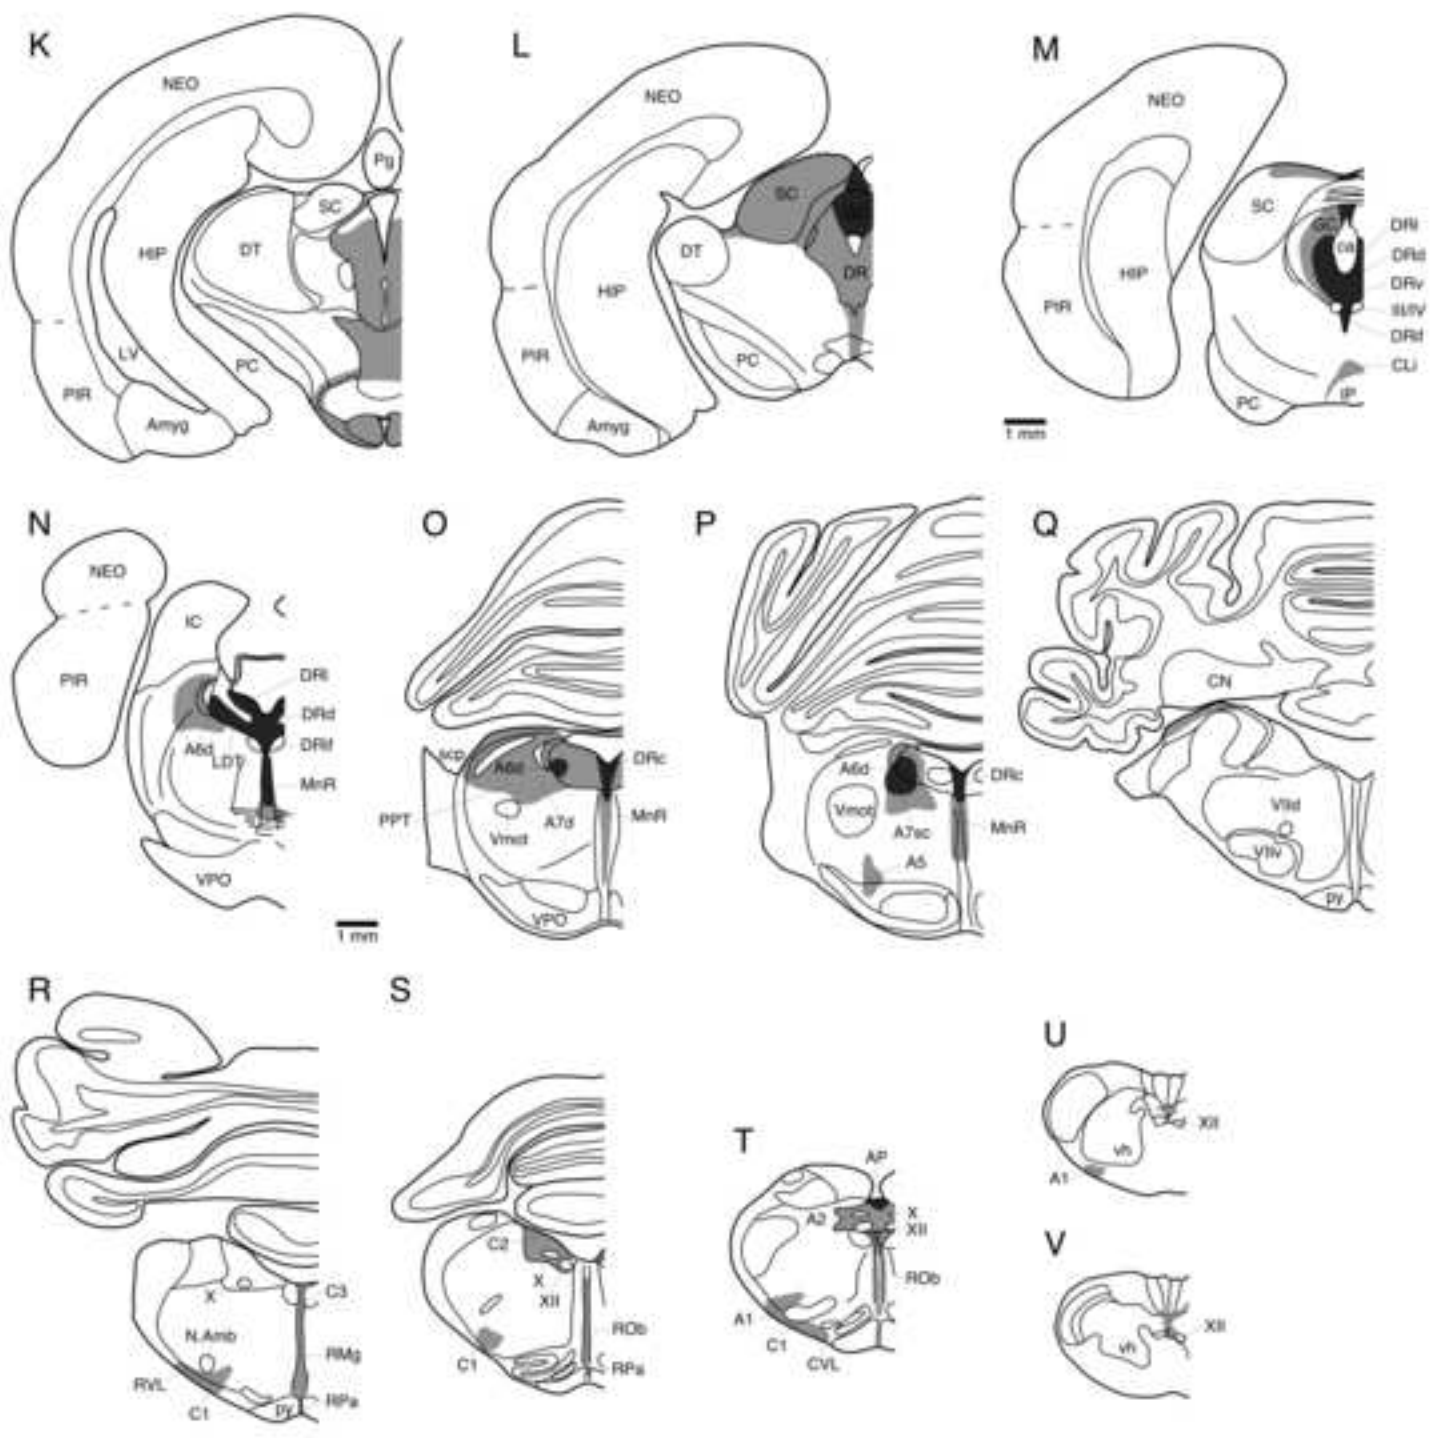 K
NEO
Pg
SC
DT
HIP
LV
PC
PIR
Amyg
L
NEO
SC
DT
DR
HIP
PIR
PC
Amyg
M
NEO
SC
DRl
DRd
HIP
DRv
PIR
III/IV
DRif
CLi
PC
IP
1 mm
N
NEO
IC
PIR
DRl
DRd
A6d
DRif
LDT
MnR
VPO
1 mm
O
scp
A6d
DRc
PPT
A7d
MnR
Vmot
VPO
P
A6d
DRc
Vmot
A7sc
MnR
A5
Q
CN
VIId
VIIv
py
R
X
C3
N.Amb
RMg
RVL
C1
py
RPa
S
C2
X
XII
ROb
C1
RPa
T
AP
A2
X
XII
ROb
A1
C1
CVL
U
XII
vh
A1
V
XII
vh